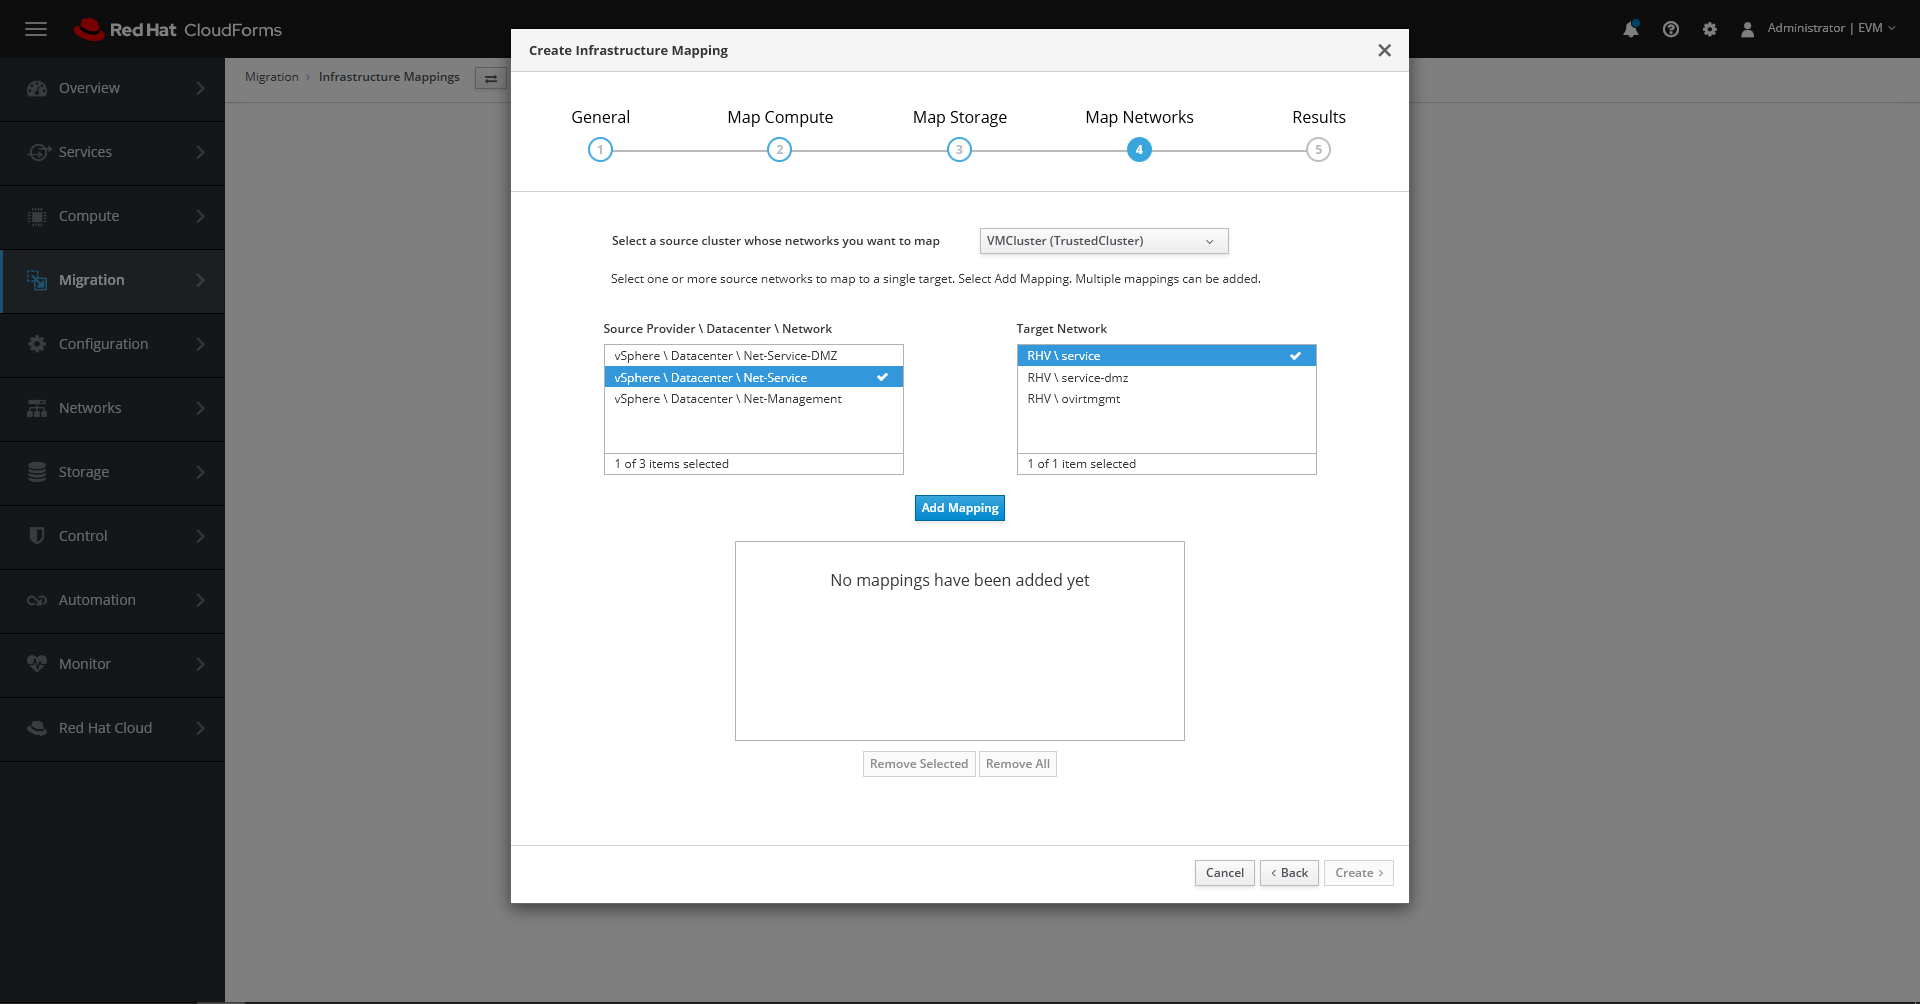 Red Hat CloudForms
Administrator | EVM
Overview
Services
Compute
Migration
Configuration
Networks
Storage
Control
Automation
Monitor
Red Hat Cloud
Migration > Infrastructure Mappings
Create Infrastructure Mapping
General Map Compute Map Storage Map Networks Results
1 2 3 4 5
Select a source cluster whose networks you want to map VMCluster (TrustedCluster)
Select one or more source networks to map to a single target. Select Add Mapping. Multiple mappings can be added.
Source Provider \ Datacenter \ Network
vSphere \ Datacenter \ Net-Service-DMZ
vSphere \ Datacenter \ Net-Service
vSphere \ Datacenter \ Net-Management
1 of 3 items selected
Target Network
RHV \ service
RHV \ service-dmz
RHV \ ovirtmgmt
1 of 1 item selected
Add Mapping
No mappings have been added yet
Remove Selected Remove All
Cancel < Back Create >